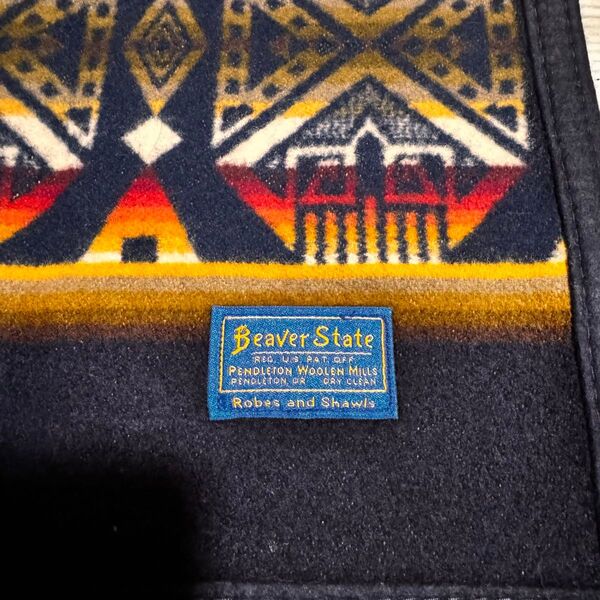 Beaver State
REG. U.S. PAT. OFF.
PENDLETON WOOLEN MILLS
PENDLETON, OR DRY CLEAN
Robes and Shawls